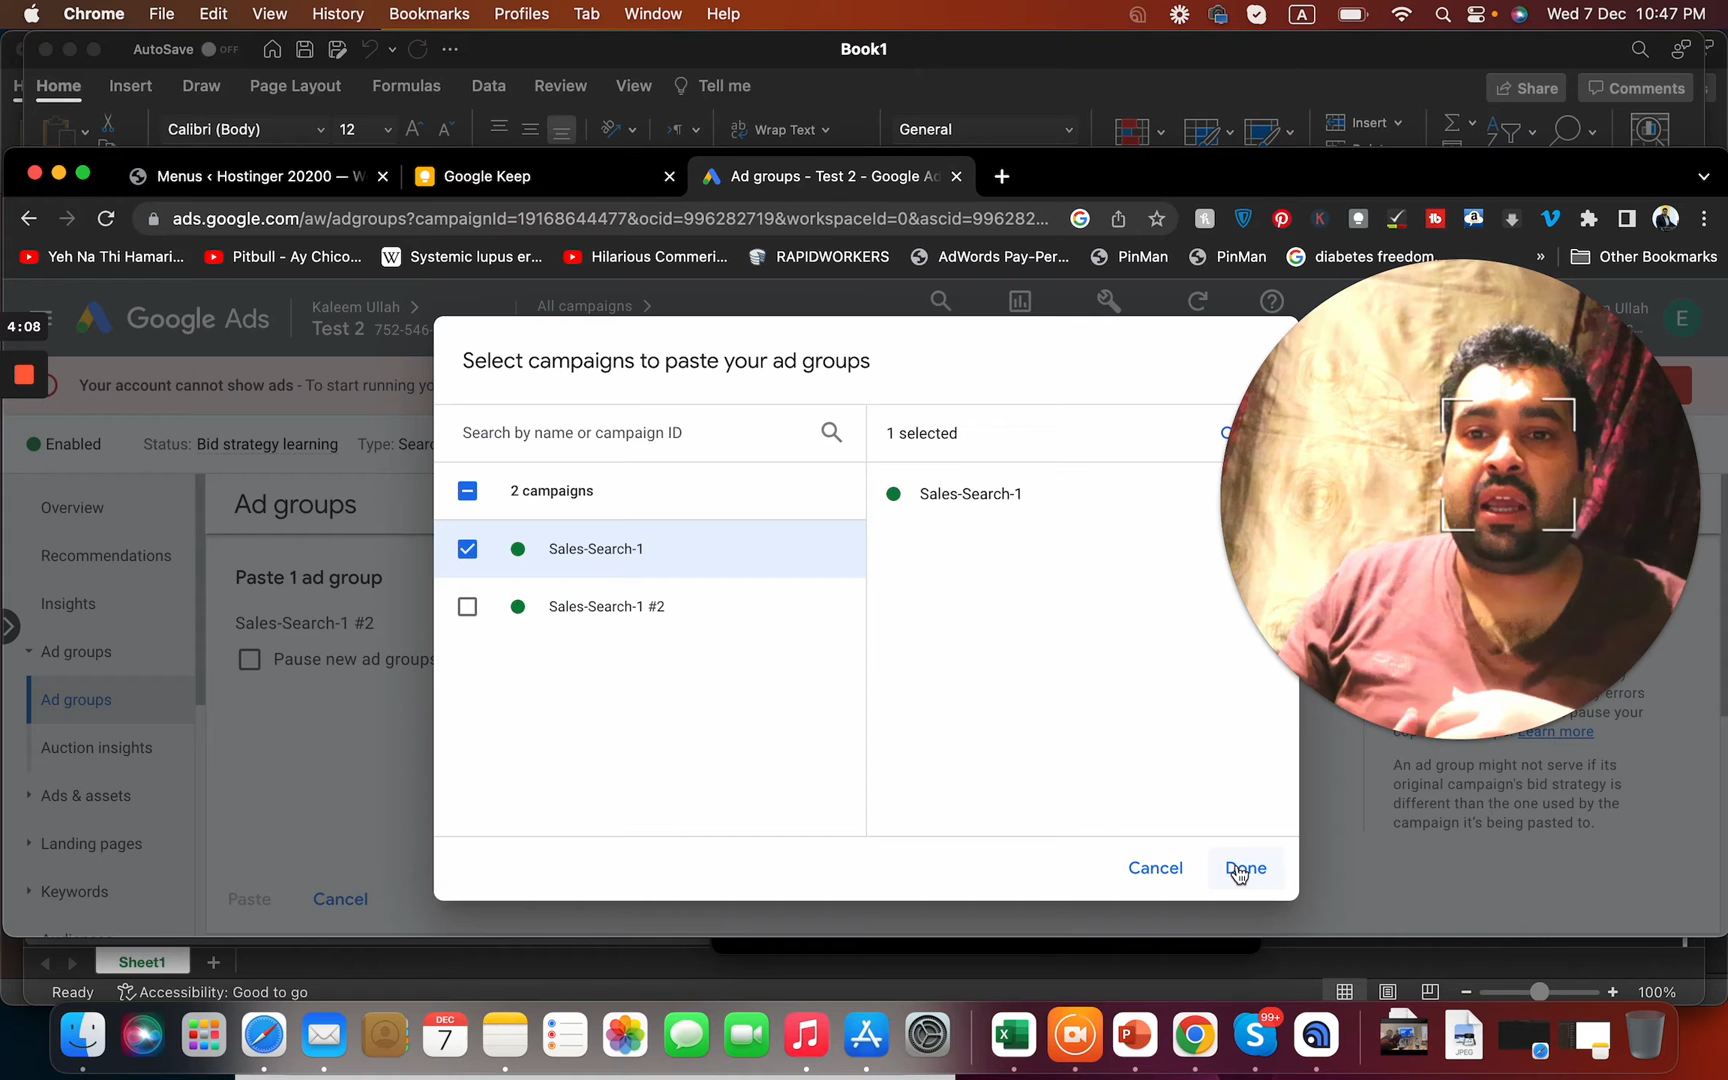 Chrome File Edit View History Bookmarks Profiles Tab Window Help A Wed 7 Dec 10:47 PM
AutoSave OFF Book1
Home Insert Draw Page Layout Formulas Data Review View Tell me Share Comments
Calibri (Body) 12 Wrap Text General Insert
Menus ‹ Hostinger 20200 — W Google Keep Ad groups - Test 2 - Google Ad
ads.google.com/aw/adgroups?campaignId=19168644477&ocid=996282719&workspaceId=0&ascid=996282...
Yeh Na Thi Hamari... Pitbull - Ay Chico... Systemic lupus er... Hilarious Commeri... RAPIDWORKERS AdWords Pay-Per... PinMan PinMan diabetes freedom » Other Bookmarks
4:08
Google Ads
Kaleem Ullah
Test 2 752-546-
All campaigns
Ullah
E
Your account cannot show ads - To start running yo
Enabled Status: Bid strategy learning Type: Searc
Overview
Recommendations
Insights
Ad groups
Ad groups
Auction insights
Ads & assets
Landing pages
Keywords
Ad groups
Paste 1 ad group
Sales-Search-1 #2
Pause new ad groups
Paste Cancel
Select campaigns to paste your ad groups
Search by name or campaign ID
1 selected
2 campaigns
Sales-Search-1
Sales-Search-1 #2
Sales-Search-1
Cancel Done
errors
pause your
Learn more
An ad group might not serve if its
original campaign's bid strategy is
different than the one used by the
campaign it's being pasted to.
Sheet1
Ready Accessibility: Good to go 100%
DEC
7
99+
JPEG